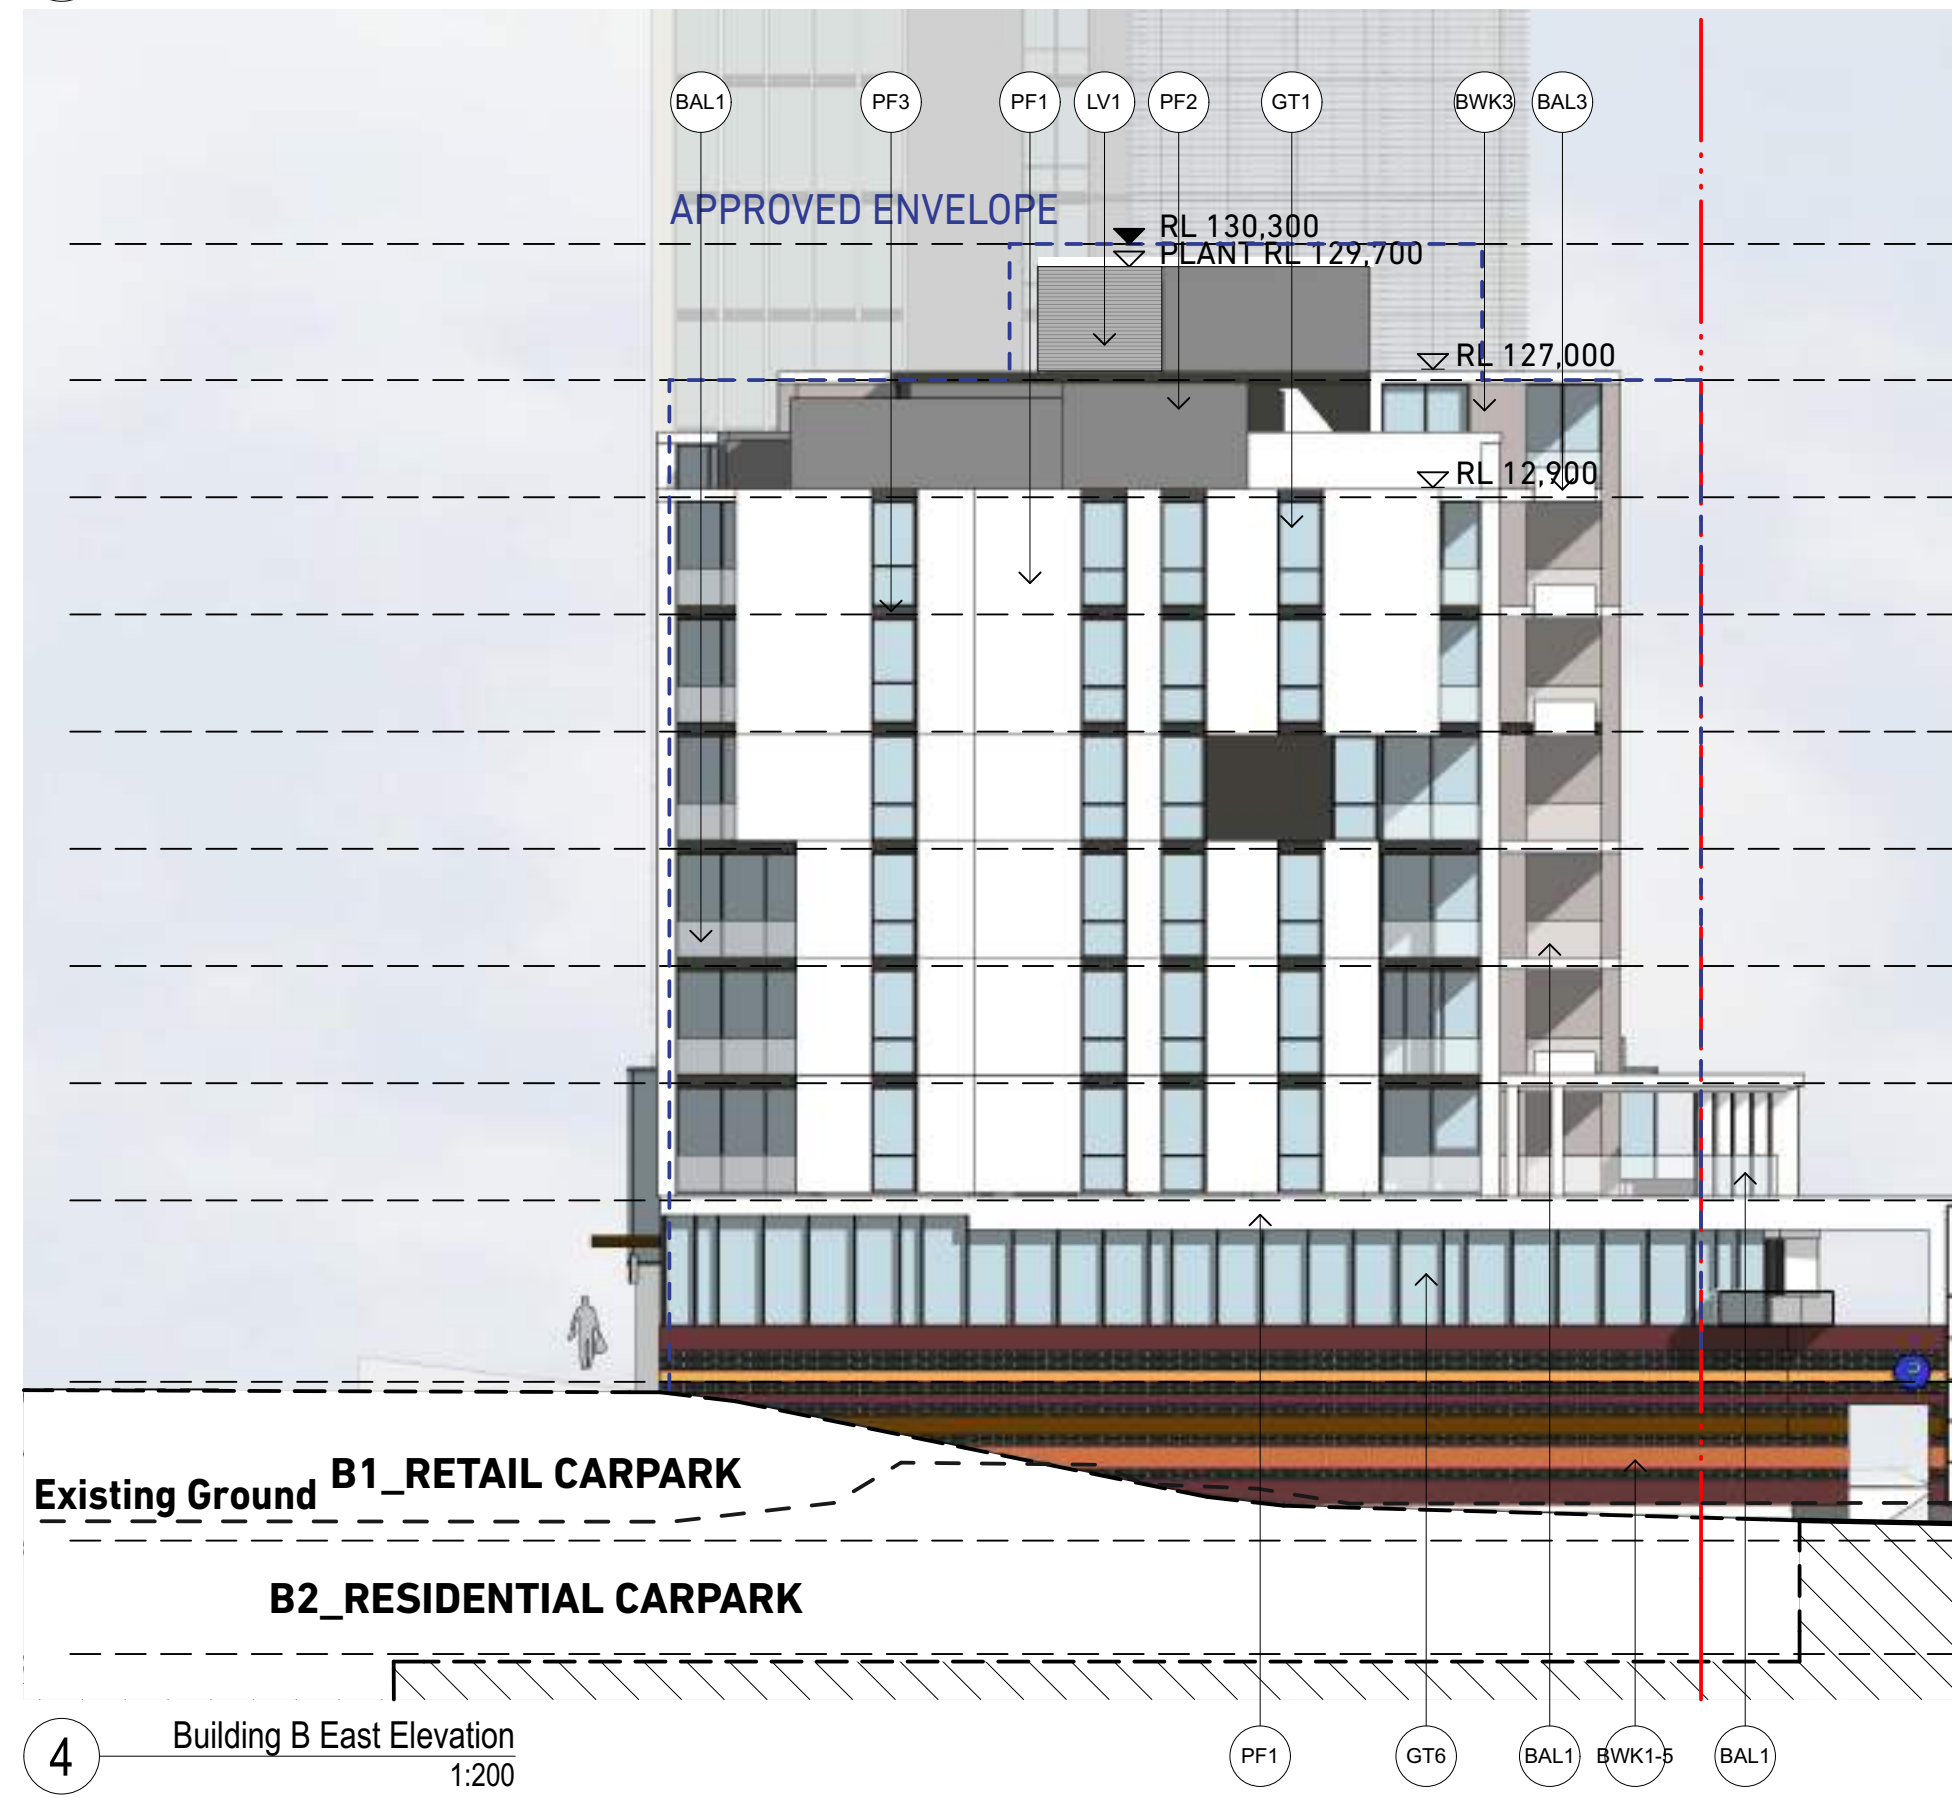 BAL1 PF3 PF1 LV1 PF2 GT1 BWK3 BAL3
APPROVED ENVELOPE
RL 130,300
PLANT RL 129,700
RL 127,000
RL 12,900
B1_RETAIL CARPARK
Existing Ground
B2_RESIDENTIAL CARPARK
4 Building B East Elevation
1:200
PF1 GT6 BAL1 BWK1-5 BAL1